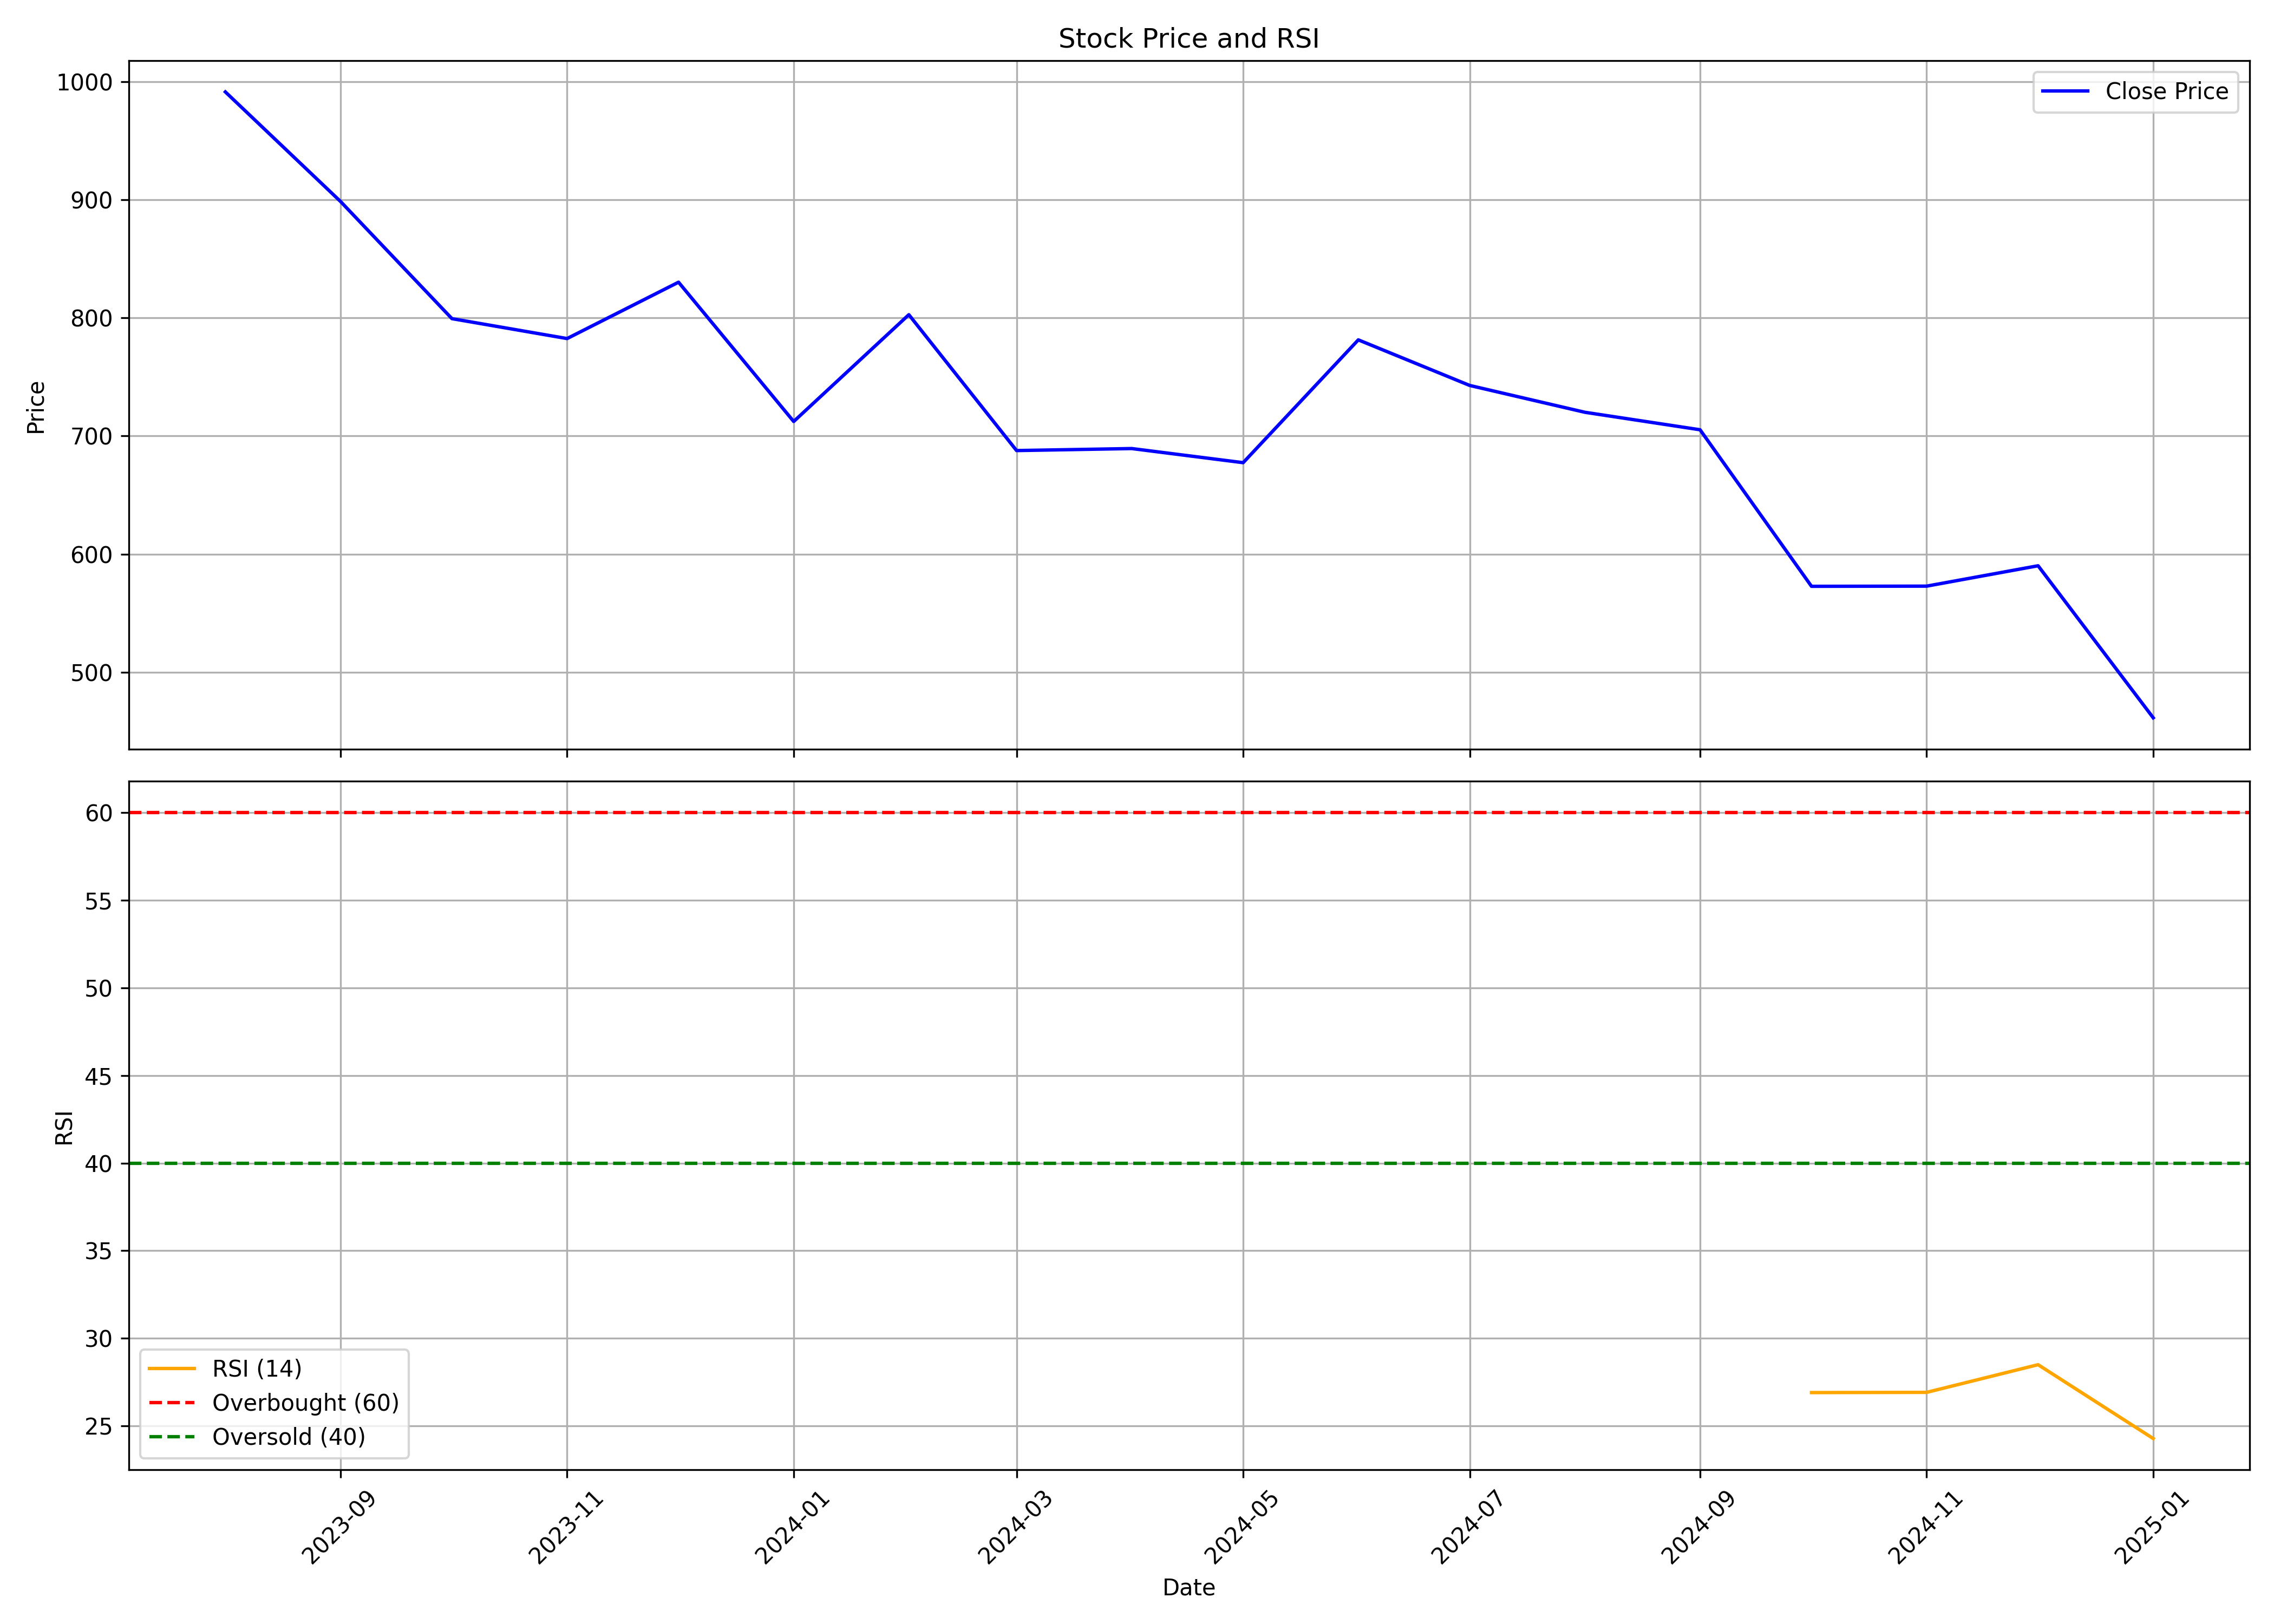 Stock Price and RSI
1000
900
800
700
600
500
Price
Close Price
60
55
50
45
40
35
30
25
RSI
RSI (14)
Overbought (60)
Oversold (40)
2023-09
2023-11
2024-01
2024-03
2024-05
2024-07
2024-09
2024-11
2025-01
Date